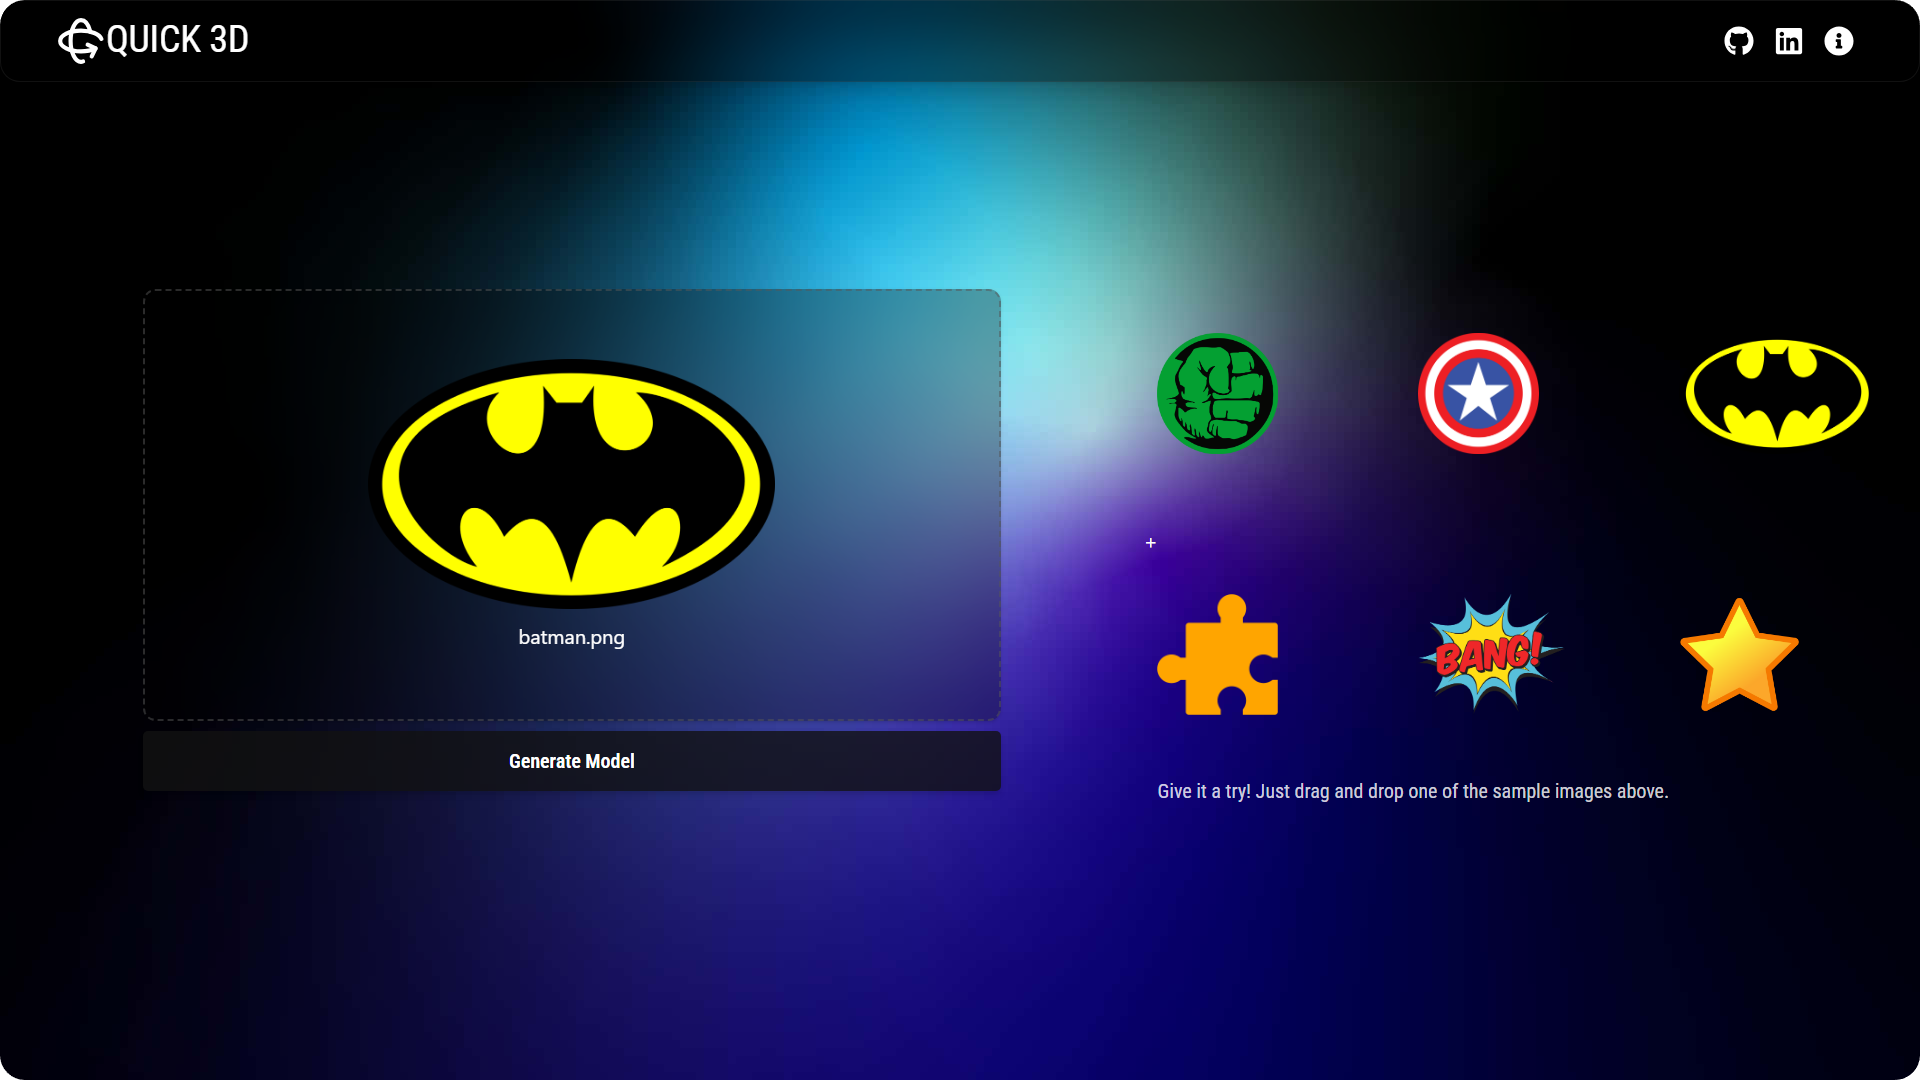 QUICK 3D
batman.png
Generate Model
BANG!
Give it a try! Just drag and drop one of the sample images above.